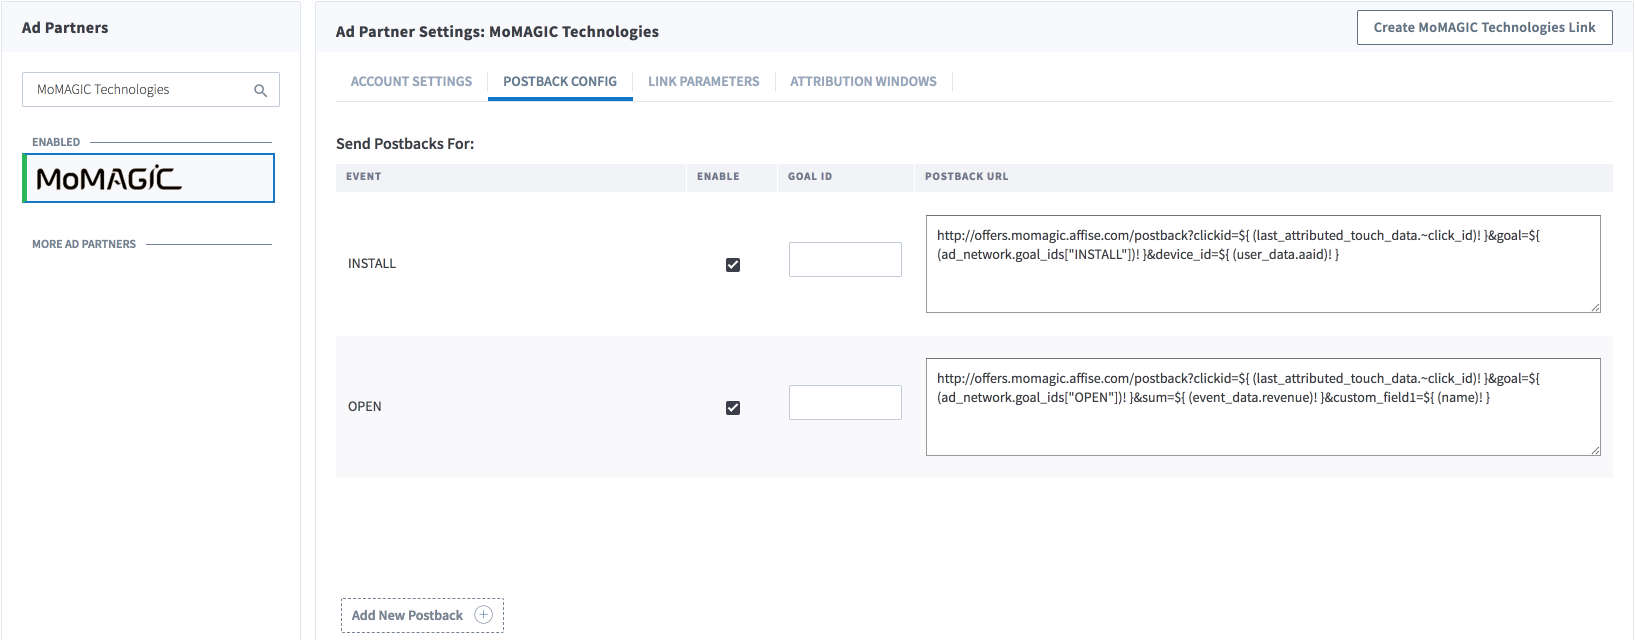 Ad Partners
MoMAGIC Technologies
ENABLED
MoMAGIC
MORE AD PARTNERS
Ad Partner Settings: MoMAGIC Technologies
Create MoMAGIC Technologies Link
ACCOUNT SETTINGS
POSTBACK CONFIG
LINK PARAMETERS
ATTRIBUTION WINDOWS
Send Postbacks For:
EVENT
ENABLE
GOAL ID
POSTBACK URL
INSTALL
http://offers.momagic.affise.com/postback?clickid=${ (last_attributed_touch_data.~click_id)! }&goal=${
(ad_network.goal_ids["INSTALL"])! }&device_id=${ (user_data.aaid)! }
OPEN
http://offers.momagic.affise.com/postback?clickid=${ (last_attributed_touch_data.~click_id)! }&goal=${
(ad_network.goal_ids["OPEN"])! }&sum=${ (event_data.revenue)! }&custom_field1=${ (name)! }
Add New Postback